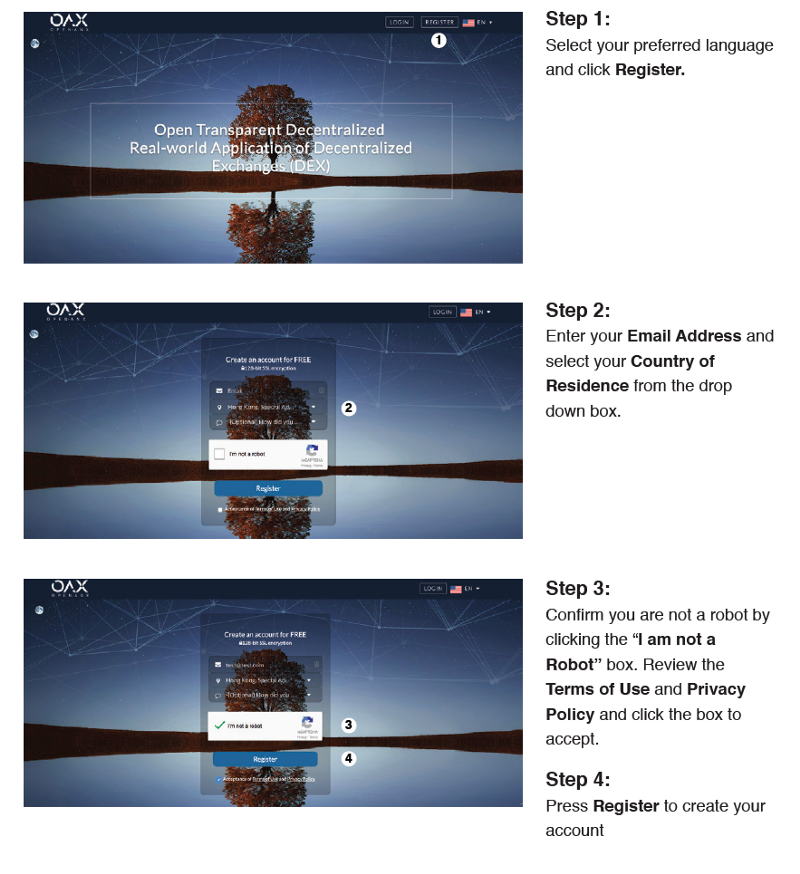 OAX
OPENANX
LOGIN
REGISTER
EN
1
Open Transparent Decentralized
Real-world Application of Decentralized
Exchanges (DEX)
Step 1:
Select your preferred language
and click Register.
OAX
OPENANX
LOGIN
EN
Create an account for FREE
128-bit SSL encryption
Email
Hong Kong, Special Ad...
(Optional) How did you ...
2
I'm not a robot
reCAPTCHA
Privacy - Terms
Register
Acceptance of Terms of Use and Privacy Policy
Step 2:
Enter your Email Address and
select your Country of
Residence from the drop
down box.
OAX
OPENANX
LOGIN
EN
Create an account for FREE
128-bit SSL encryption
test@test.com
Hong Kong, Special Ad...
(Optional) How did you ...
I'm not a robot
reCAPTCHA
Privacy - Terms
3
Register
4
Acceptance of Terms of Use and Privacy Policy
Step 3:
Confirm you are not a robot by
clicking the “I am not a
Robot” box. Review the
Terms of Use and Privacy
Policy and click the box to
accept.
Step 4:
Press Register to create your
account